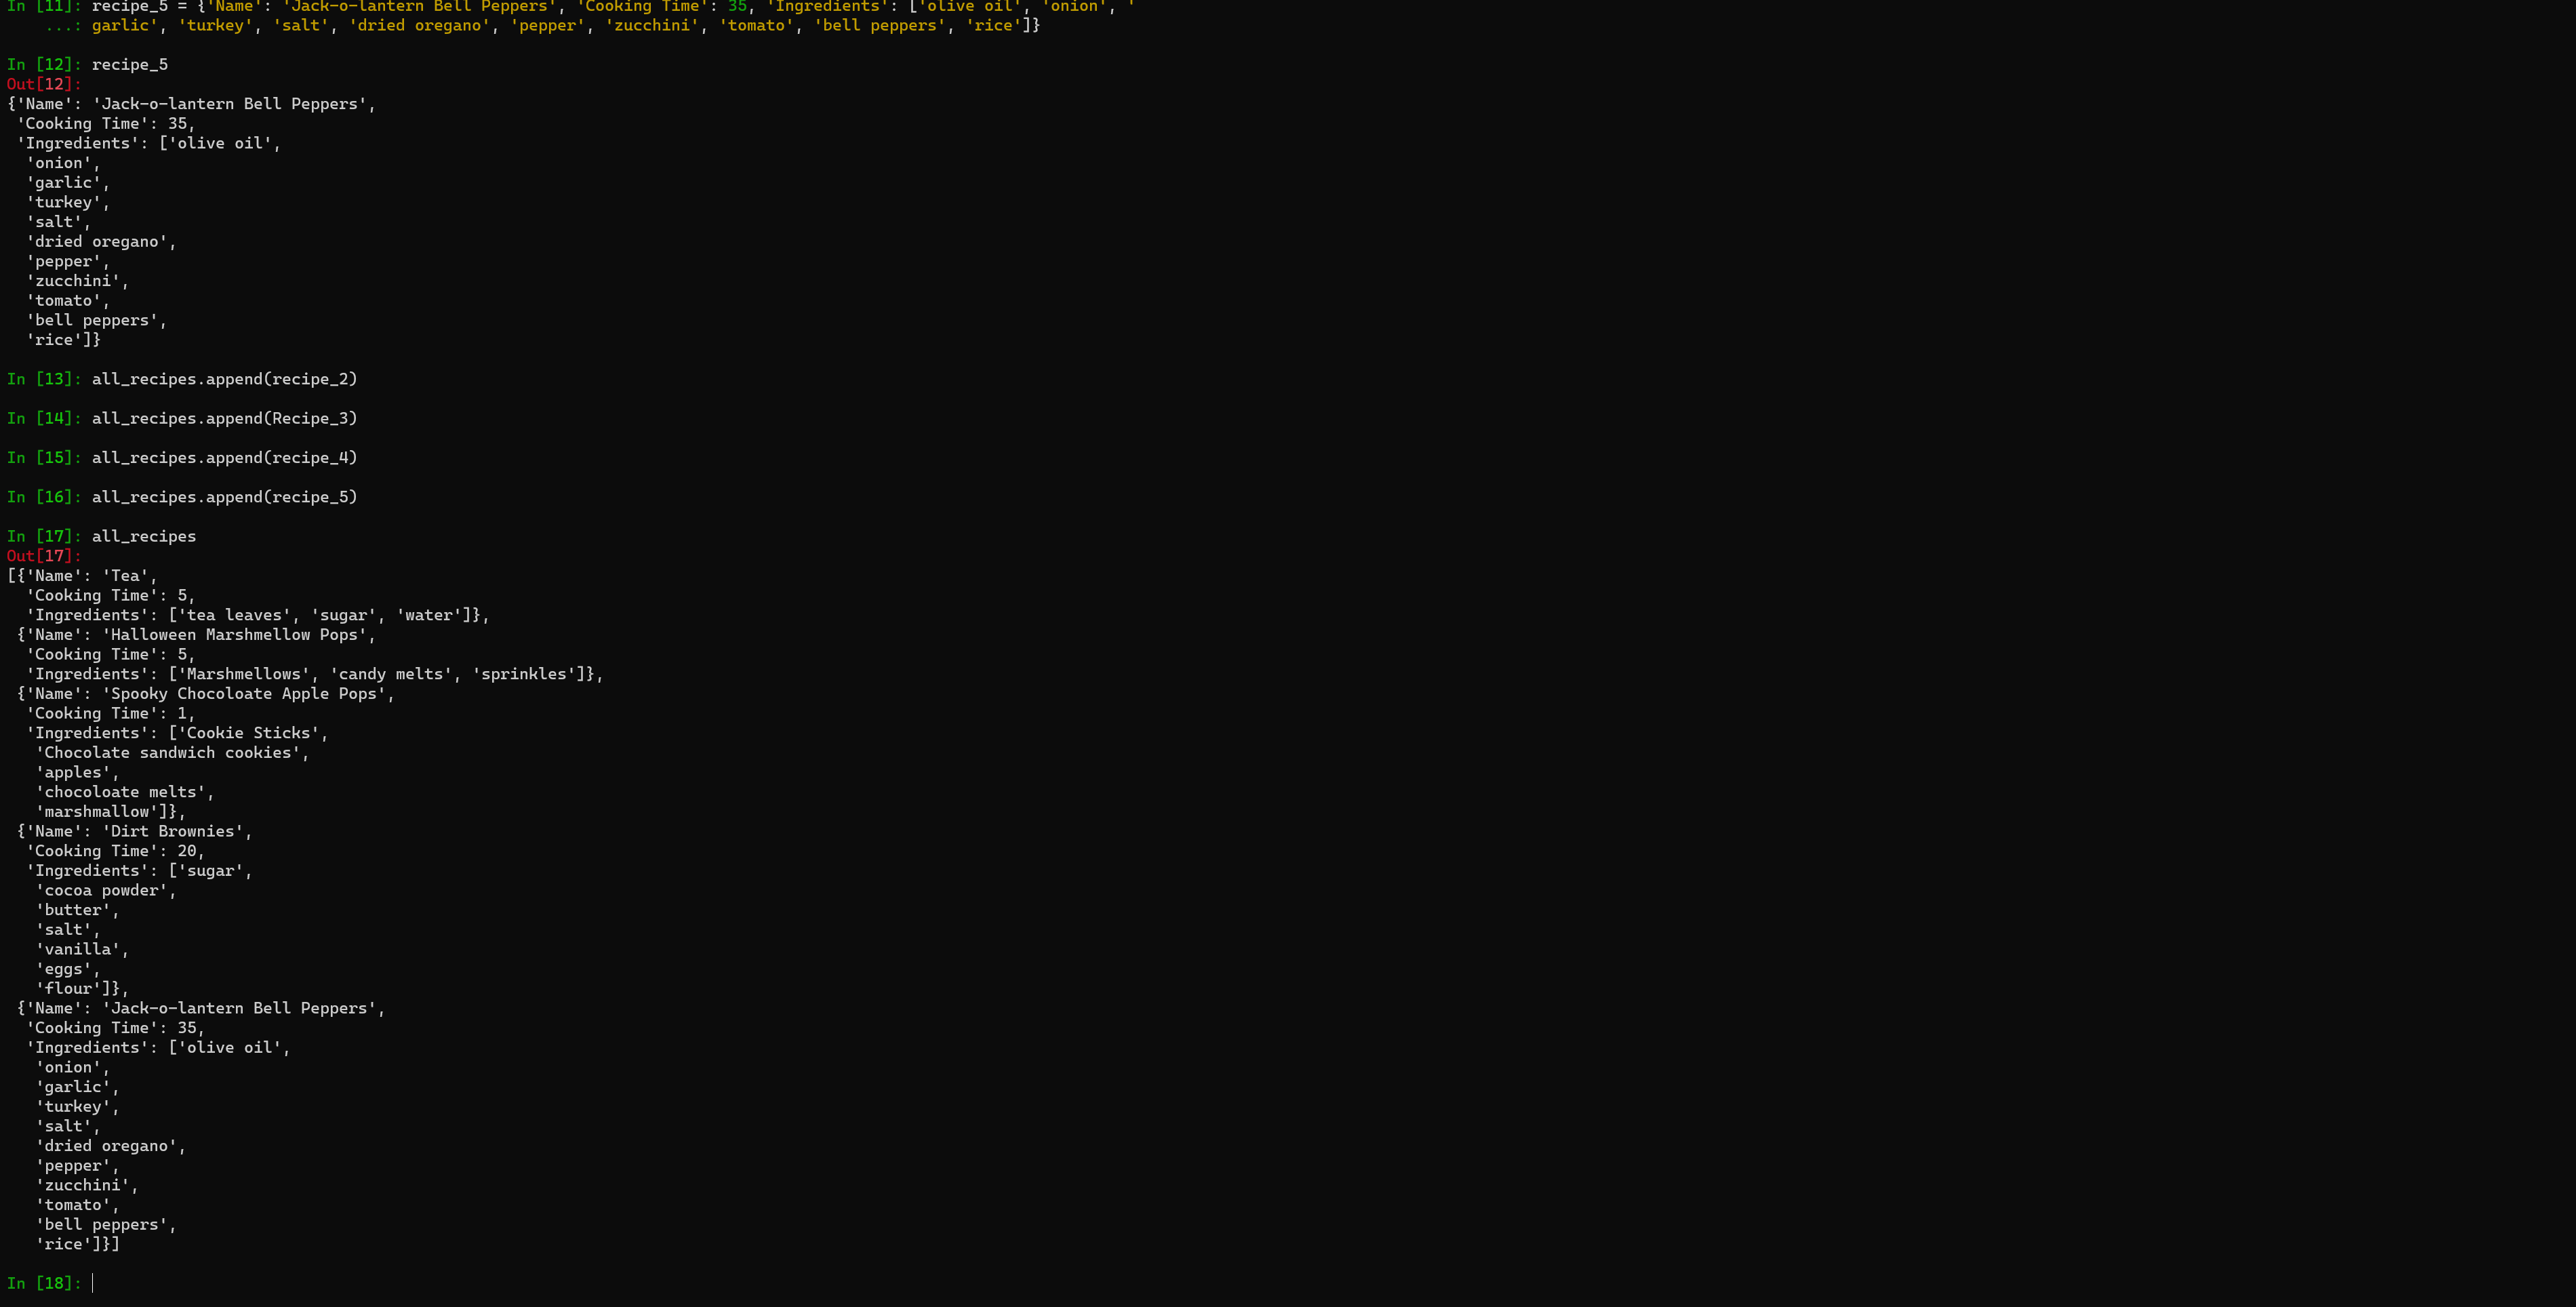 In [11]: recipe_5 = {'Name': 'Jack-o-lantern Bell Peppers', 'Cooking Time': 35, 'Ingredients': ['olive oil', 'onion', '
    ...: garlic', 'turkey', 'salt', 'dried oregano', 'pepper', 'zucchini', 'tomato', 'bell peppers', 'rice']}
In [12]: recipe_5
Out[12]:
{'Name': 'Jack-o-lantern Bell Peppers',
 'Cooking Time': 35,
 'Ingredients': ['olive oil',
  'onion',
  'garlic',
  'turkey',
  'salt',
  'dried oregano',
  'pepper',
  'zucchini',
  'tomato',
  'bell peppers',
  'rice']}
In [13]: all_recipes.append(recipe_2)
In [14]: all_recipes.append(Recipe_3)
In [15]: all_recipes.append(recipe_4)
In [16]: all_recipes.append(recipe_5)
In [17]: all_recipes
Out[17]:
[{'Name': 'Tea',
  'Cooking Time': 5,
  'Ingredients': ['tea leaves', 'sugar', 'water']},
 {'Name': 'Halloween Marshmellow Pops',
  'Cooking Time': 5,
  'Ingredients': ['Marshmellows', 'candy melts', 'sprinkles']},
 {'Name': 'Spooky Chocoloate Apple Pops',
  'Cooking Time': 1,
  'Ingredients': ['Cookie Sticks',
   'Chocolate sandwich cookies',
   'apples',
   'chocoloate melts',
   'marshmallow']},
 {'Name': 'Dirt Brownies',
  'Cooking Time': 20,
  'Ingredients': ['sugar',
   'cocoa powder',
   'butter',
   'salt',
   'vanilla',
   'eggs',
   'flour']},
 {'Name': 'Jack-o-lantern Bell Peppers',
  'Cooking Time': 35,
  'Ingredients': ['olive oil',
   'onion',
   'garlic',
   'turkey',
   'salt',
   'dried oregano',
   'pepper',
   'zucchini',
   'tomato',
   'bell peppers',
   'rice']}]
In [18]: